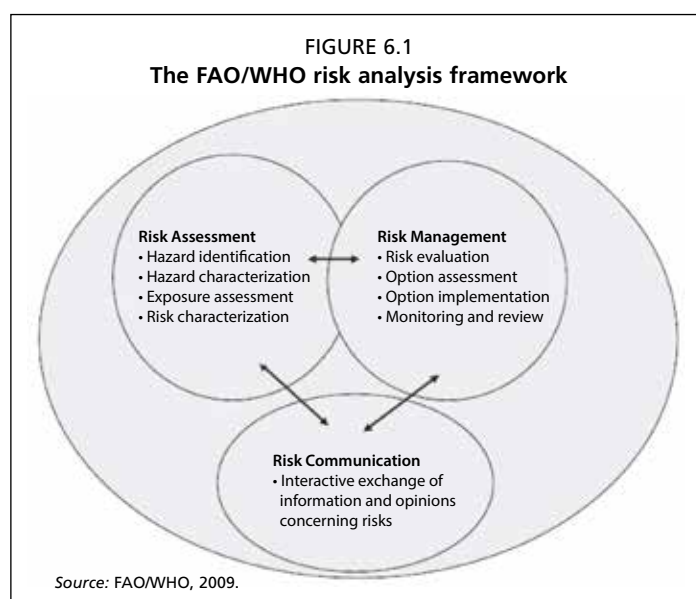 FIGURE 6.1
The FAO/WHO risk analysis framework
Risk Assessment
• Hazard identification
• Hazard characterization
• Exposure assessment
• Risk characterization
Risk Management
• Risk evaluation
• Option assessment
• Option implementation
• Monitoring and review
Risk Communication
• Interactive exchange of
information and opinions
concerning risks
Source: FAO/WHO, 2009.